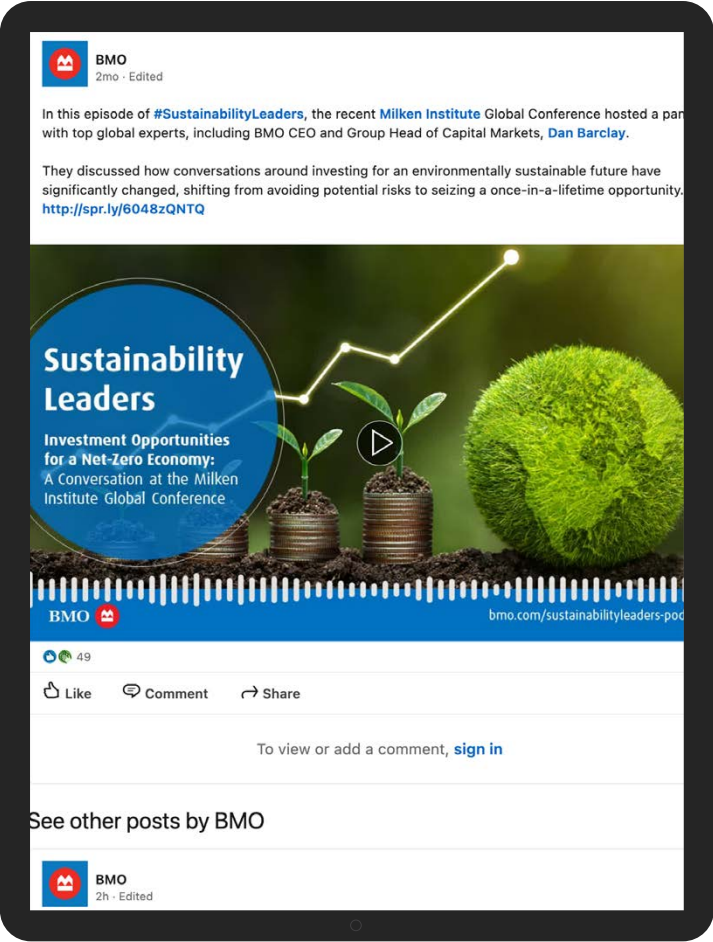 BMO
2mo · Edited
In this episode of #SustainabilityLeaders, the recent Milken Institute Global Conference hosted a pan
with top global experts, including BMO CEO and Group Head of Capital Markets, Dan Barclay.
They discussed how conversations around investing for an environmentally sustainable future have
significantly changed, shifting from avoiding potential risks to seizing a once-in-a-lifetime opportunity.
http://spr.ly/6048zQNTQ
Sustainability
Leaders
Investment Opportunities
for a Net-Zero Economy:
A Conversation at the Milken
Institute Global Conference
BMO
bmo.com/sustainabilityleaders-pod
49
Like
Comment
Share
To view or add a comment, sign in
See other posts by BMO
BMO
2h · Edited